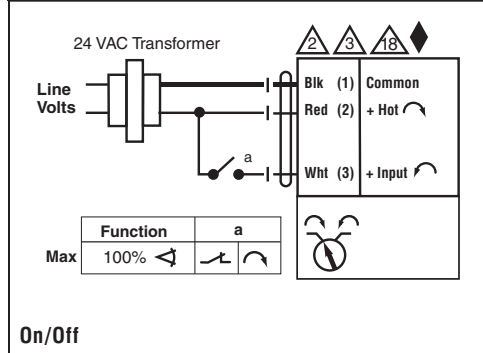 24 VAC Transformer
2 3 18
Line
Volts
Blk (1) Common
Red (2) + Hot
a
Wht (3) + Input
Function a
Max 100%
On/Off